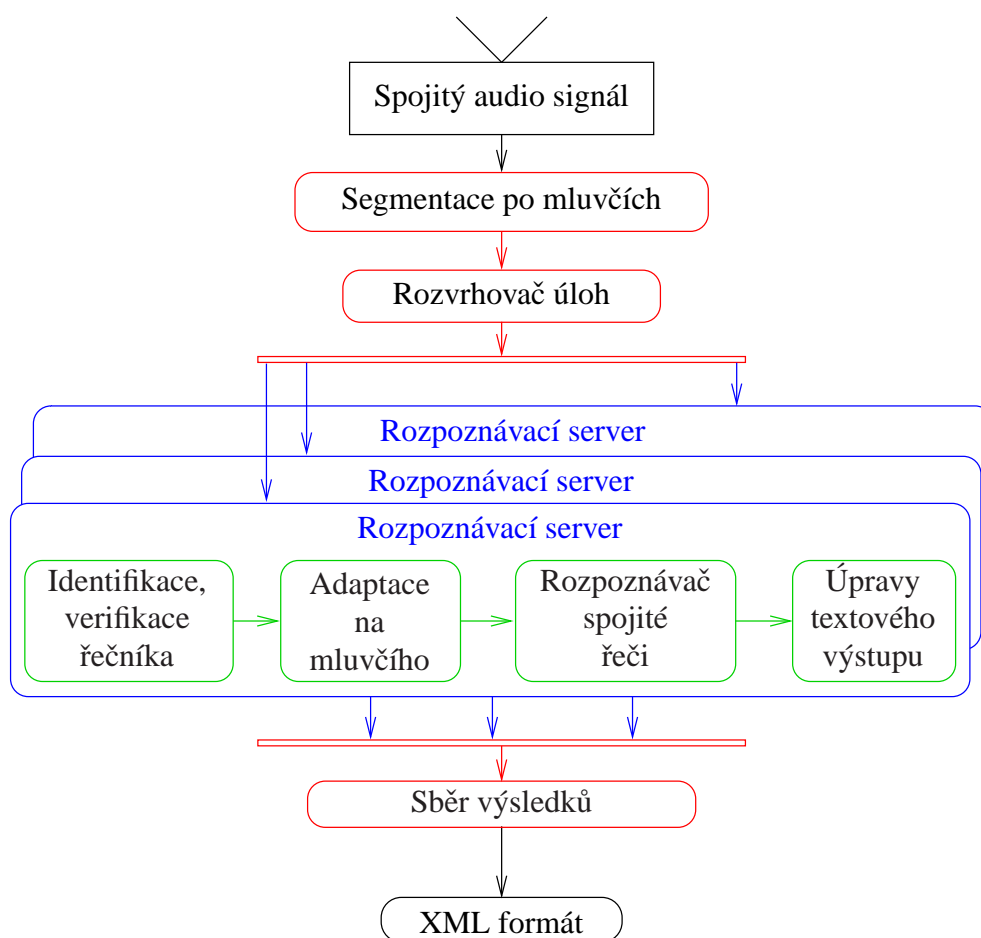 Spojitý audio signál
Segmentace po mluvčích
Rozvrhovač úloh
Rozpoznávací server
Rozpoznávací server
Rozpoznávací server
Identifikace,
verifikace
řečníka
Adaptace
na
mluvčího
Rozpoznávač
spojité
řeči
Úpravy
textového
výstupu
Sběr výsledků
XML formát